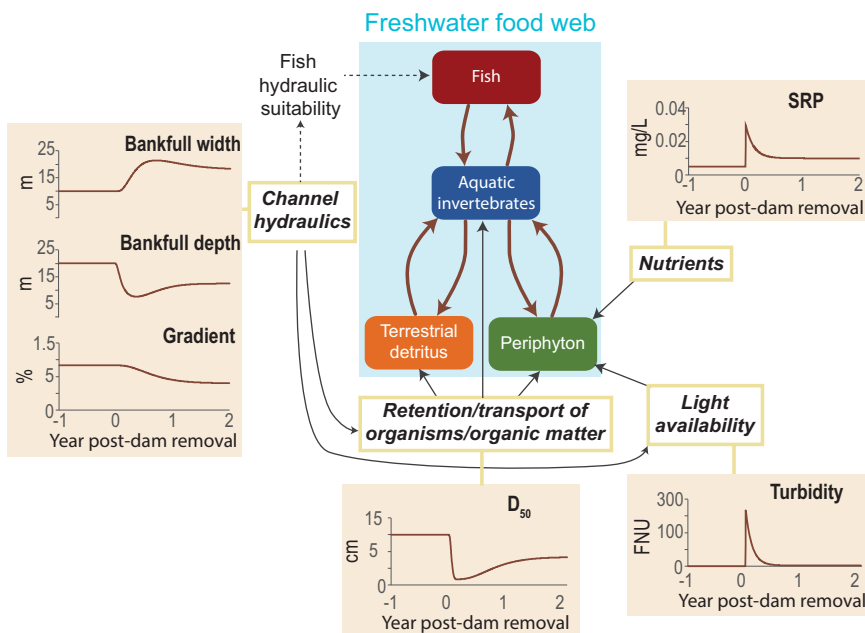 Freshwater food web
Fish
hydraulic
suitability
Fish
Aquatic
invertebrates
Terrestrial
detritus
Periphyton
Bankfull width
25
15
5
m
Channel
hydraulics
Bankfull depth
25
15
5
m
Gradient
1.5
1
0
%
-1 0 1 2
Year post-dam removal
SRP
0.04
0.02
0
mg/L
-1 0 1 2
Year post-dam removal
Nutrients
Retention/transport of
organisms/organic matter
Light
availability
D50
15
5
0
cm
-1 0 1 2
Year post-dam removal
Turbidity
300
100
0
FNU
-1 0 1 2
Year post-dam removal